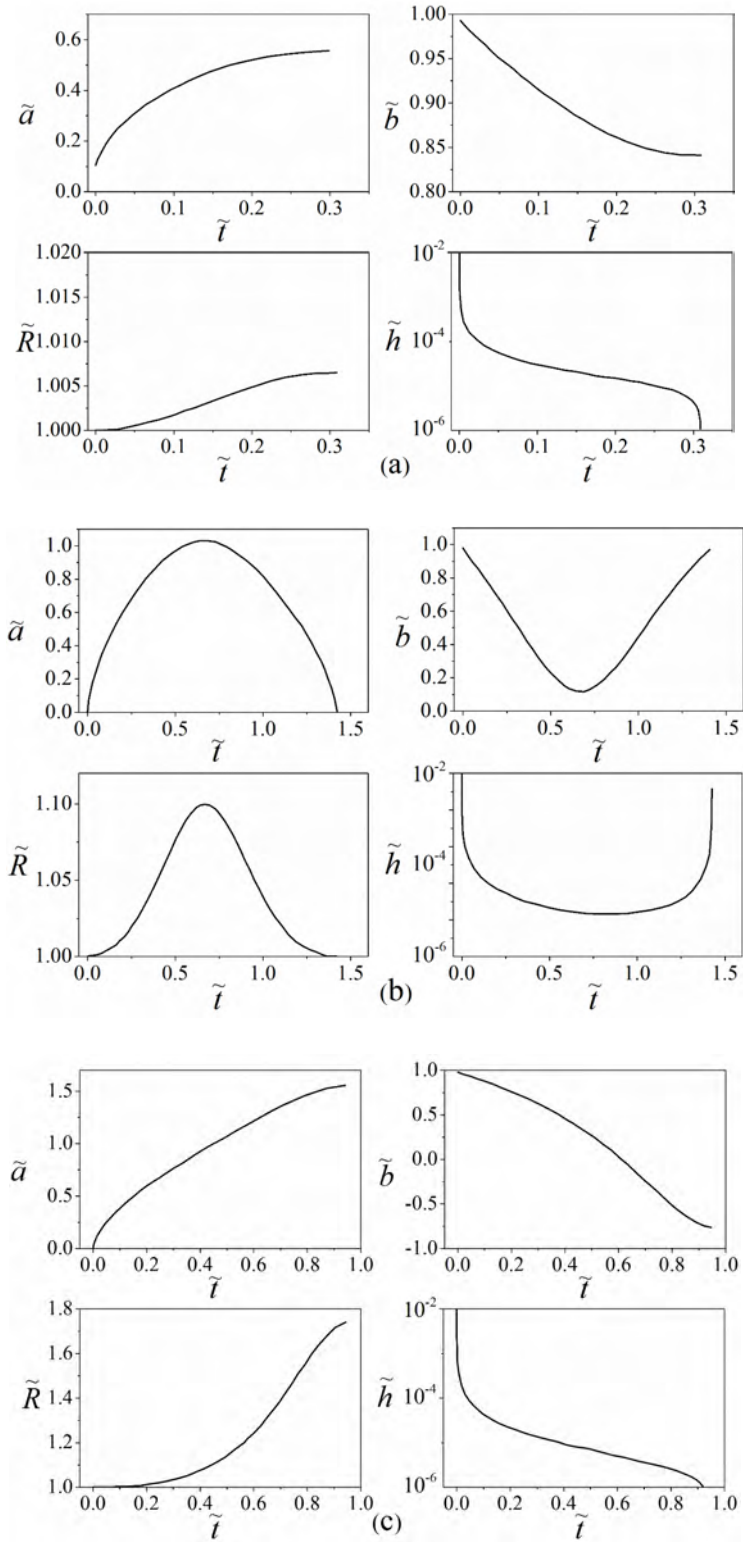 0.6
0.4
0.2
0.0
ã
0.0 0.1 0.2 0.3
t̃
1.00
0.95
0.90
0.85
0.80
b̃
0.0 0.1 0.2 0.3
t̃
1.020
1.015
1.010
1.005
1.000
R̃
0.0 0.1 0.2 0.3
t̃
10⁻²
10⁻⁴
10⁻⁶
h̃
0.0 0.1 0.2 0.3
t̃
(a)
1.0
0.8
0.6
0.4
0.2
0.0
ã
0.0 0.5 1.0 1.5
t̃
1.0
0.8
0.6
0.4
0.2
0.0
b̃
0.0 0.5 1.0 1.5
t̃
1.10
1.05
1.00
R̃
0.0 0.5 1.0 1.5
t̃
10⁻²
10⁻⁴
10⁻⁶
h̃
0.0 0.5 1.0 1.5
t̃
(b)
1.5
1.0
0.5
0.0
ã
0.0 0.2 0.4 0.6 0.8 1.0
t̃
1.0
0.5
0.0
-0.5
-1.0
b̃
0.0 0.2 0.4 0.6 0.8 1.0
t̃
1.8
1.6
1.4
1.2
1.0
R̃
0.0 0.2 0.4 0.6 0.8 1.0
t̃
10⁻²
10⁻⁴
10⁻⁶
h̃
0.0 0.2 0.4 0.6 0.8 1.0
t̃
(c)